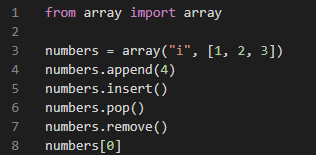 1 from array import array
2
3 numbers = array("i", [1, 2, 3])
4 numbers.append(4)
5 numbers.insert()
6 numbers.pop()
7 numbers.remove()
8 numbers[0]